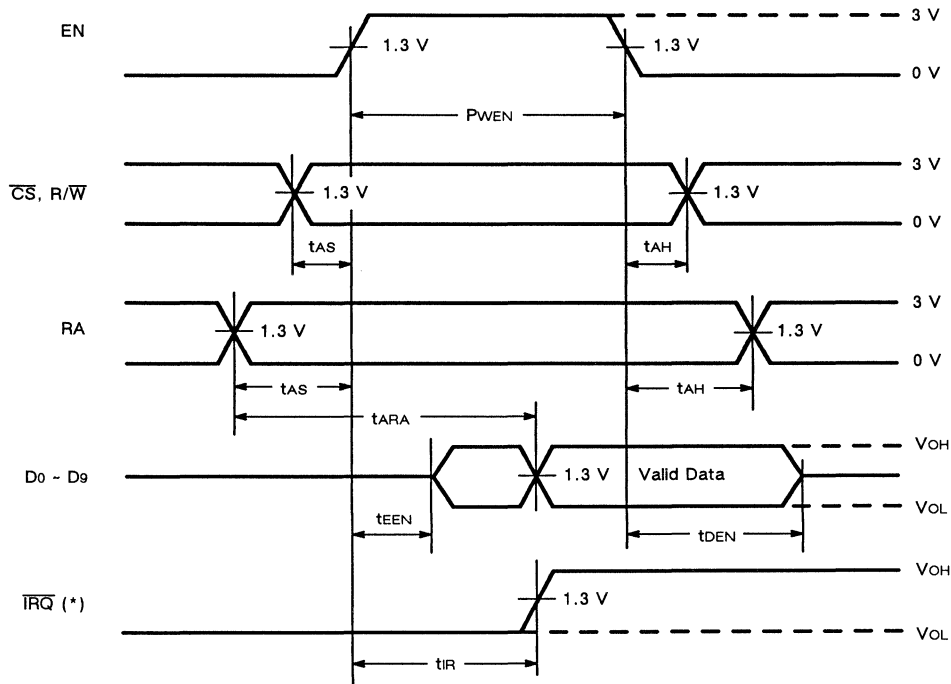 3 V
EN
1.3 V
1.3 V
0 V
PWEN
3 V
CS, R/W
1.3 V
1.3 V
0 V
tAS
tAH
3 V
RA
1.3 V
1.3 V
0 V
tAS
tAH
tARA
VOH
D0 ~ D9
1.3 V
Valid Data
VOL
tEEN
tDEN
VOH
IRQ (*)
1.3 V
VOL
tIR